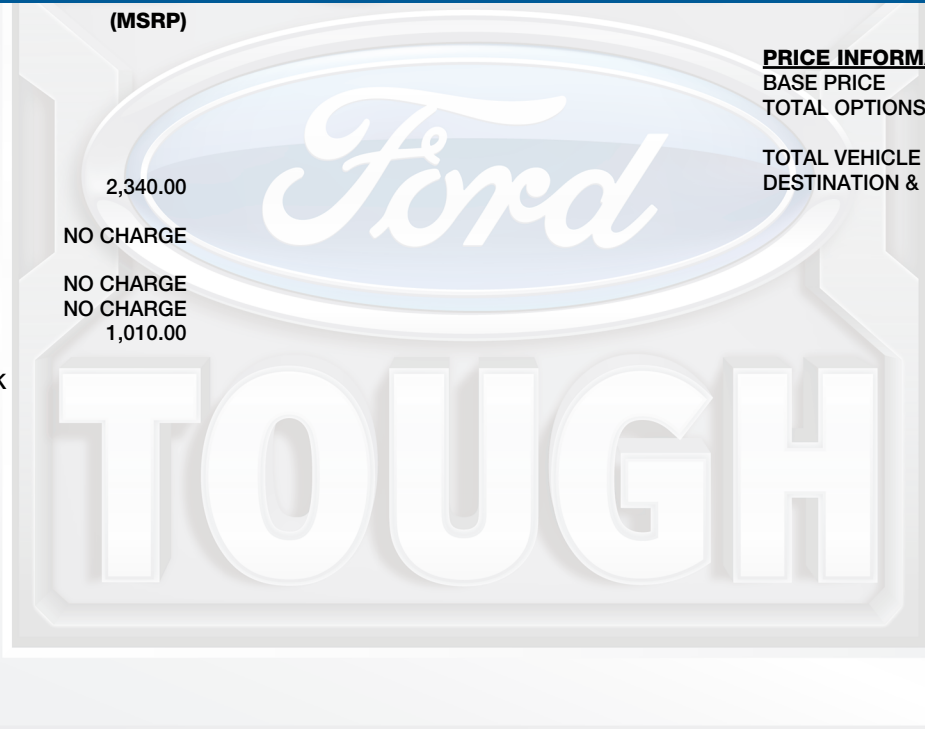 (MSRP)
2,340.00
NO CHARGE
NO CHARGE
NO CHARGE
1,010.00
PRICE INFORM
BASE PRICE
TOTAL OPTIONS
TOTAL VEHICLE
DESTINATION &
Ford
TOUGH